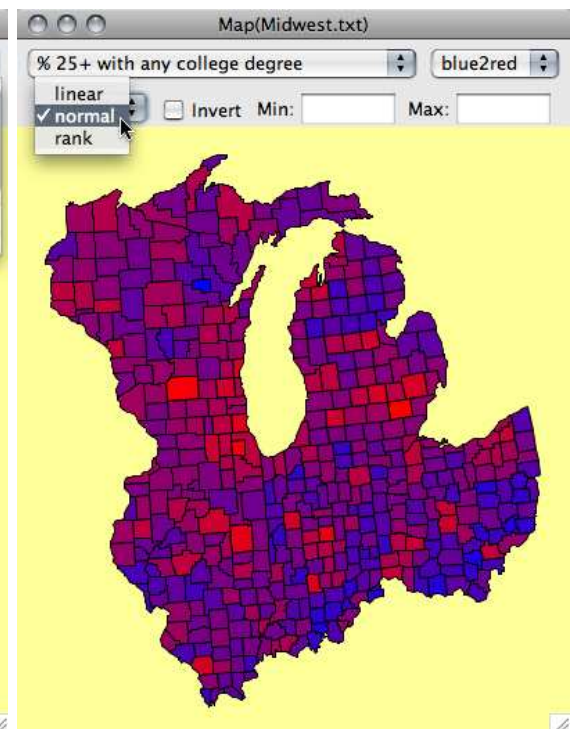 Map(Midwest.txt)
% 25+ with any college degree
blue2red
linear
✓ normal
Invert Min: Max:
rank